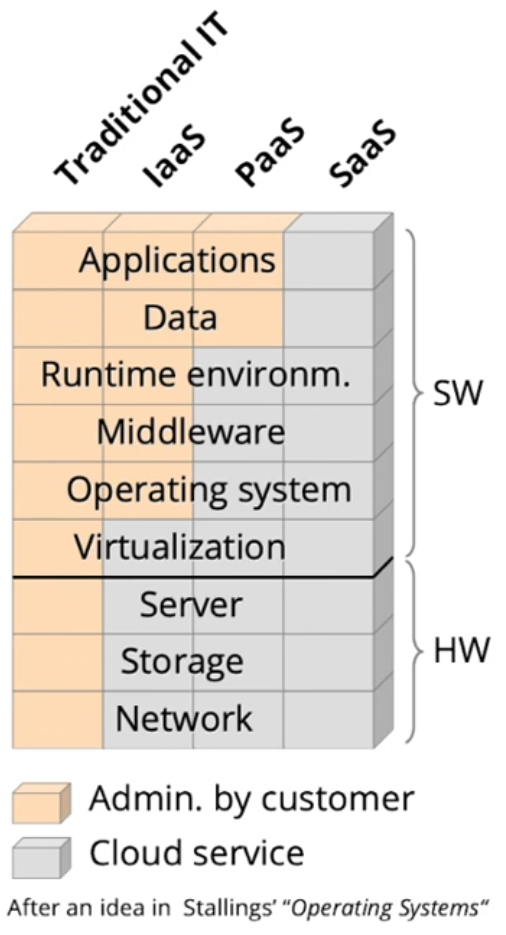 Traditional IT
IaaS
PaaS
SaaS
Applications
Data
Runtime environm.
Middleware
Operating system
Virtualization
Server
Storage
Network
SW
HW
Admin. by customer
Cloud service
After an idea in Stallings' “Operating Systems“